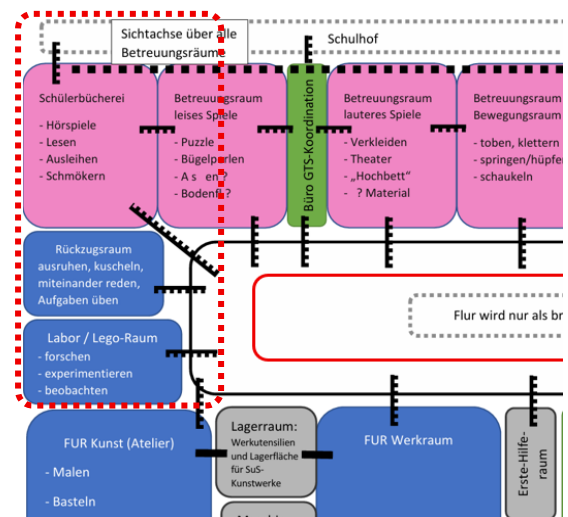 Sichtachse über alle
Betreuungsräume
Schulhof
Schülerbücherei
- Hörspiele
- Lesen
- Ausleihen
- Schmökern
Betreuungsraum
leises Spiele
- Puzzle
- Bügelperlen
- A s en ?
- Bodenfl ?
Büro GTS-Koordination
Betreuungsraum
lauteres Spiele
- Verkleiden
- Theater
- „Hochbett“
- ? Material
Betreuungsraum
Bewegungsraum
- toben, klettern
- springen/hüpfe
- schaukeln
Rückzugsraum
ausruhen, kuscheln,
miteinander reden,
Aufgaben üben
Flur wird nur als br
Labor / Lego-Raum
- forschen
- experimentieren
- beobachten
FUR Kunst (Atelier)
- Malen
- Basteln
Lagerraum:
Werkutensilien
und Lagerfläche
für SuS-
Kunstwerke
FUR Werkraum
Erste-Hilfe-
raum